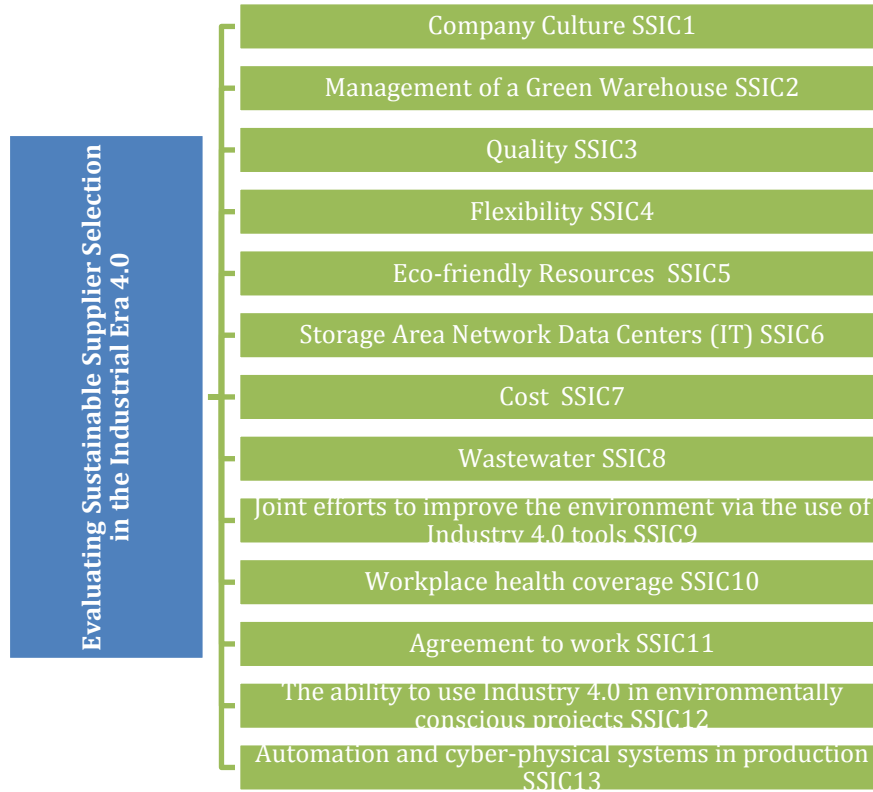 Evaluating Sustainable Supplier Selection
in the Industrial Era 4.0
Company Culture SSIC1
Management of a Green Warehouse SSIC2
Quality SSIC3
Flexibility SSIC4
Eco-friendly Resources SSIC5
Storage Area Network Data Centers (IT) SSIC6
Cost SSIC7
Wastewater SSIC8
Joint efforts to improve the environment via the use of
Industry 4.0 tools SSIC9
Workplace health coverage SSIC10
Agreement to work SSIC11
The ability to use Industry 4.0 in environmentally
conscious projects SSIC12
Automation and cyber-physical systems in production
SSIC13